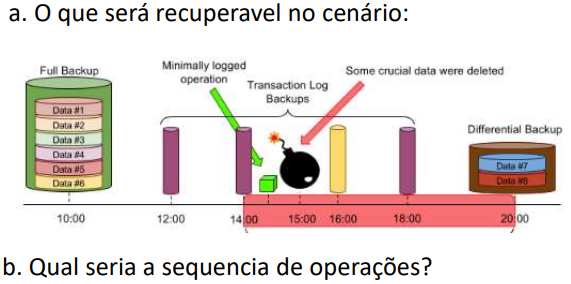 a. O que será recuperavel no cenário:
Full Backup
Minimally logged
operation
Transaction Log
Backups
Some crucial data were deleted
Differential Backup
Data #1
Data #2
Data #3
Data #4
Data #5
Data #6
Data #7
Data #8
10:00
12:00
14:00
15:00
16:00
18:00
20:00
b. Qual seria a sequencia de operações?